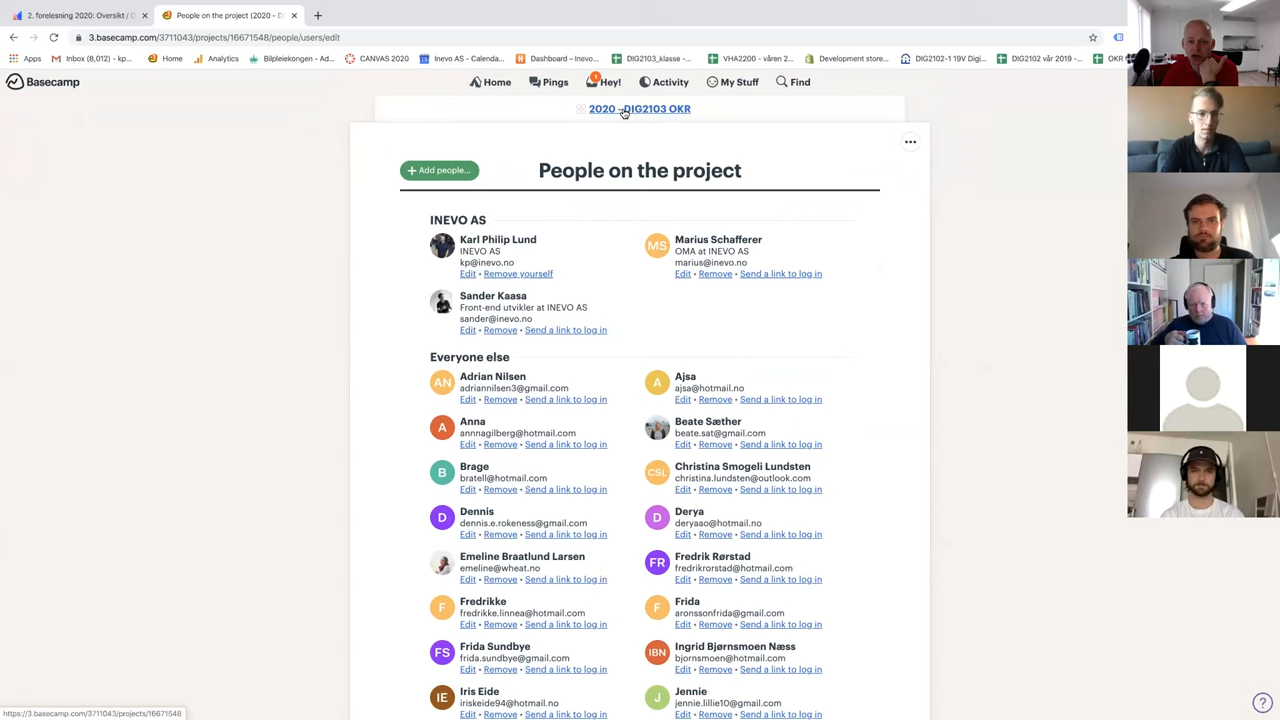 2. forelesning 2020: Oversikt / O
People on the project (2020 - D
3.basecamp.com/3711043/projects/16671548/people/users/edit
Apps
Inbox (8,012) - kp...
Home
Analytics
Bilpleiekongen - Ad...
CANVAS 2020
Inevo AS - Calenda...
Dashboard – Inevo...
DIG2103_klasse -...
VHA2200 - våren 2...
Development store...
DIG2102-1 19V Digi...
DIG2102 vår 2019 -...
OKR
Basecamp
Home
Pings
1
Hey!
Activity
My Stuff
Find
2020 - DIG2103 OKR
+ Add people...
People on the project
INEVO AS
Karl Philip Lund
INEVO AS
kp@inevo.no
Edit • Remove yourself
MS
Marius Schafferer
OMA at INEVO AS
marius@inevo.no
Edit • Remove • Send a link to log in
Sander Kaasa
Front-end utvikler at INEVO AS
sander@inevo.no
Edit • Remove • Send a link to log in
Everyone else
AN
Adrian Nilsen
adriannilsen3@gmail.com
Edit • Remove • Send a link to log in
A
Ajsa
ajsa@hotmail.no
Edit • Remove • Send a link to log in
A
Anna
annnagilberg@hotmail.com
Edit • Remove • Send a link to log in
Beate Sæther
beate.sat@gmail.com
Edit • Remove • Send a link to log in
B
Brage
bratell@hotmail.com
Edit • Remove • Send a link to log in
CSL
Christina Smogeli Lundsten
christina.lundsten@outlook.com
Edit • Remove • Send a link to log in
D
Dennis
dennis.e.rokeness@gmail.com
Edit • Remove • Send a link to log in
D
Derya
deryaao@hotmail.no
Edit • Remove • Send a link to log in
Emeline Braatlund Larsen
emeline@wheat.no
Edit • Remove • Send a link to log in
FR
Fredrik Rørstad
fredrikrorstad@hotmail.com
Edit • Remove • Send a link to log in
F
Fredrikke
fredrikke.linnea@hotmail.com
Edit • Remove • Send a link to log in
F
Frida
aronssonfrida@gmail.com
Edit • Remove • Send a link to log in
FS
Frida Sundbye
frida.sundbye@gmail.com
Edit • Remove • Send a link to log in
IBN
Ingrid Bjørnsmoen Næss
bjornsmoen@hotmail.com
Edit • Remove • Send a link to log in
IE
Iris Eide
iriskeide94@hotmail.no
Edit • Remove • Send a link to log in
J
Jennie
jennie.lillie10@gmail.com
Edit • Remove • Send a link to log in
https://3.basecamp.com/3711043/projects/16671548